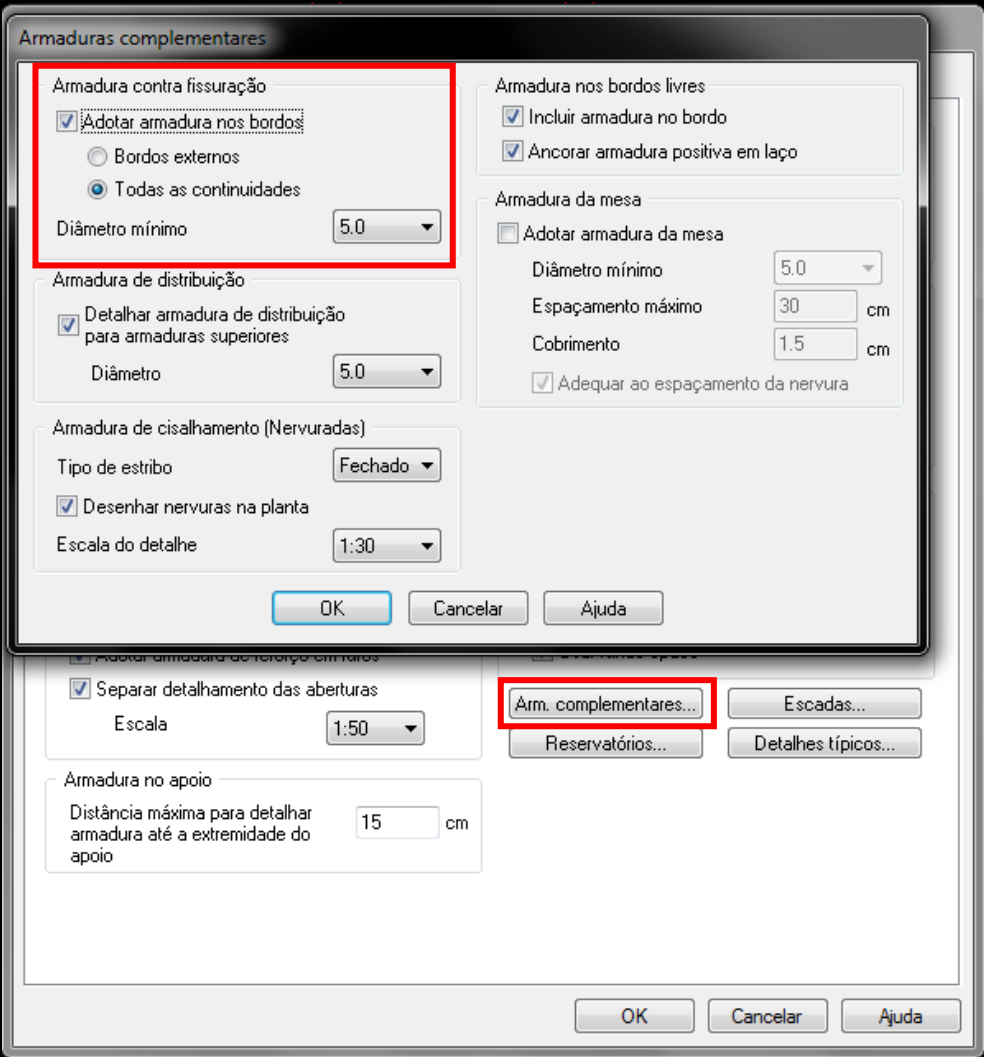 Armaduras complementares
Armadura contra fissuração
Adotar armadura nos bordos
Bordos externos
Todas as continuidades
Diâmetro mínimo 5.0
Armadura de distribuição
Detalhar armadura de distribuição
para armaduras superiores
Diâmetro 5.0
Armadura de cisalhamento (Nervuradas)
Tipo de estribo Fechado
Desenhar nervuras na planta
Escala do detalhe 1:30
Armadura nos bordos livres
Incluir armadura no bordo
Ancorar armadura positiva em laço
Armadura da mesa
Adotar armadura da mesa
Diâmetro mínimo 5.0
Espaçamento máximo 30 cm
Cobrimento 1.5 cm
Adequar ao espaçamento da nervura
OK Cancelar Ajuda
Separar detalhamento das aberturas
Escala 1:50
Arm. complementares... Escadas...
Reservatórios... Detalhes típicos...
Armadura no apoio
Distância máxima para detalhar
armadura até a extremidade do
apoio
15 cm
OK Cancelar Ajuda